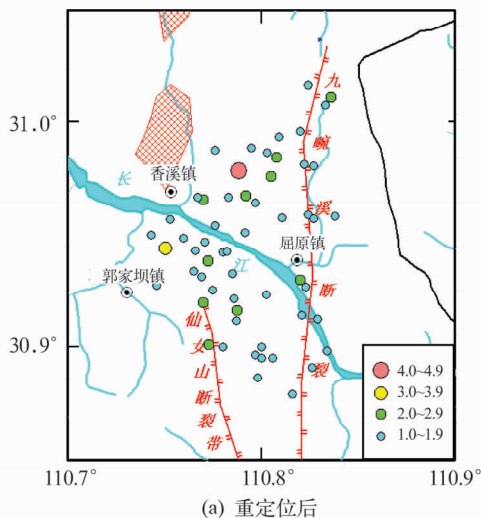 31.0°
30.9°
110.7°
110.8°
110.9°
香溪镇
屈原镇
郭家坝镇
长
江
九
畹
溪
断
裂
仙
女
山
断
裂
带
4.0~4.9
3.0~3.9
2.0~2.9
1.0~1.9
(a) 重定位后